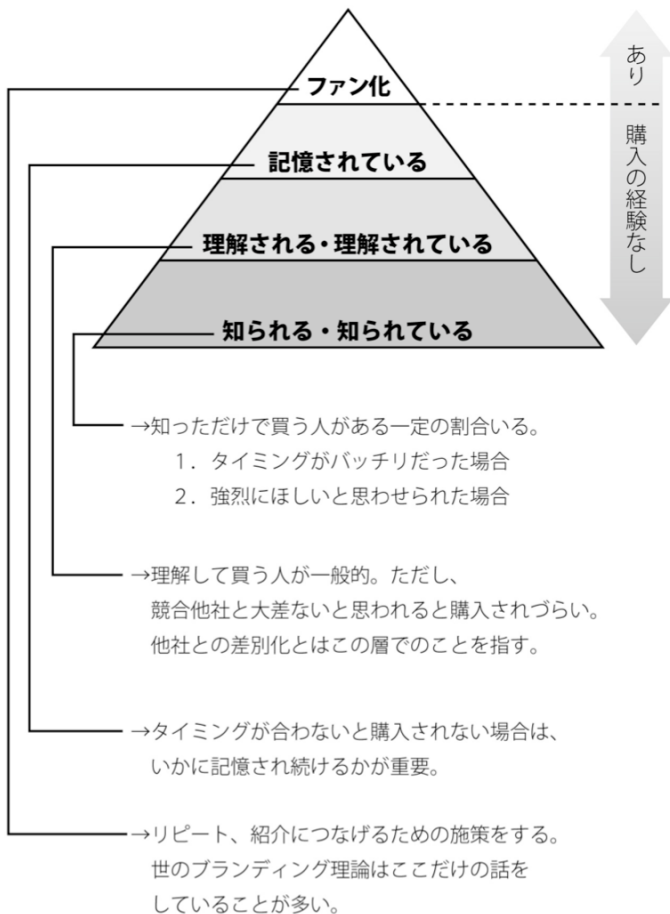 ファン化
記憶されている
理解される・理解されている
知られる・知られている
あり
購入の経験なし
→知っただけで買う人がある一定の割合いる。
1．タイミングがバッチリだった場合
2．強烈にほしいと思わせられた場合
→理解して買う人が一般的。ただし、
競合他社と大差ないと思われると購入されづらい。
他社との差別化とはこの層でのことを指す。
→タイミングが合わないと購入されない場合は、
いかに記憶され続けるかが重要。
→リピート、紹介につなげるための施策をする。
世のブランディング理論はここだけの話を
していることが多い。